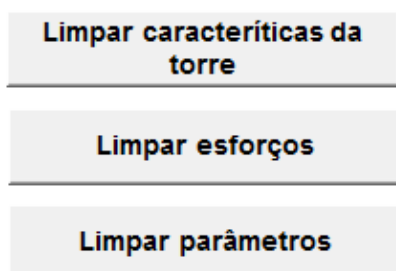 Limpar caracteríticas da
torre
Limpar esforços
Limpar parâmetros